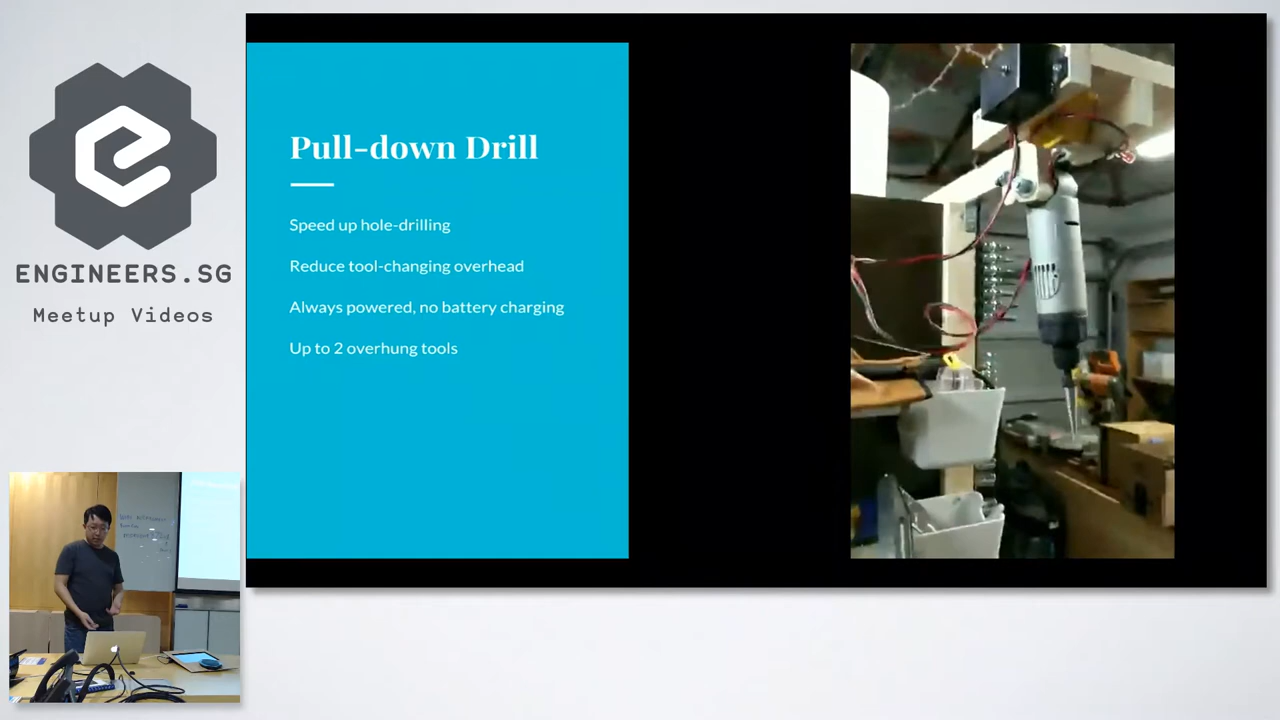 ENGINEERS.SG
Meetup Videos
Pull-down Drill
Speed up hole-drilling
Reduce tool-changing overhead
Always powered, no battery charging
Up to 2 overhung tools